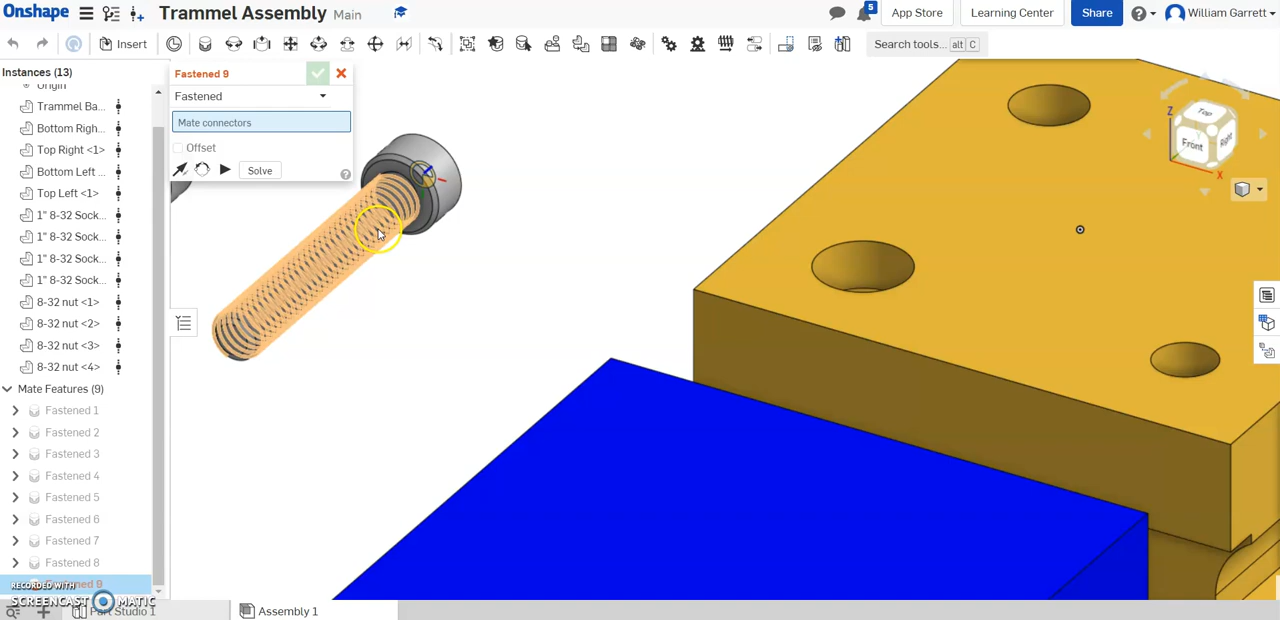 Onshape
Trammel Assembly Main
5
App Store
Learning Center
Share
William Garrett
Insert
Search tools... alt C
Instances (13)
Origin
Trammel Ba...
Bottom Righ...
Top Right <1>
Bottom Left ...
Top Left <1>
1" 8-32 Sock...
1" 8-32 Sock...
1" 8-32 Sock...
1" 8-32 Sock...
8-32 nut <1>
8-32 nut <2>
8-32 nut <3>
8-32 nut <4>
Mate Features (9)
Fastened 1
Fastened 2
Fastened 3
Fastened 4
Fastened 5
Fastened 6
Fastened 7
Fastened 8
Fastened 9
Fastened 9
Fastened
Mate connectors
Offset
Solve
Z
Top
Front
Right
X
RECORDED WITH
SCREENCAST MATIC
Part Studio 1
Assembly 1